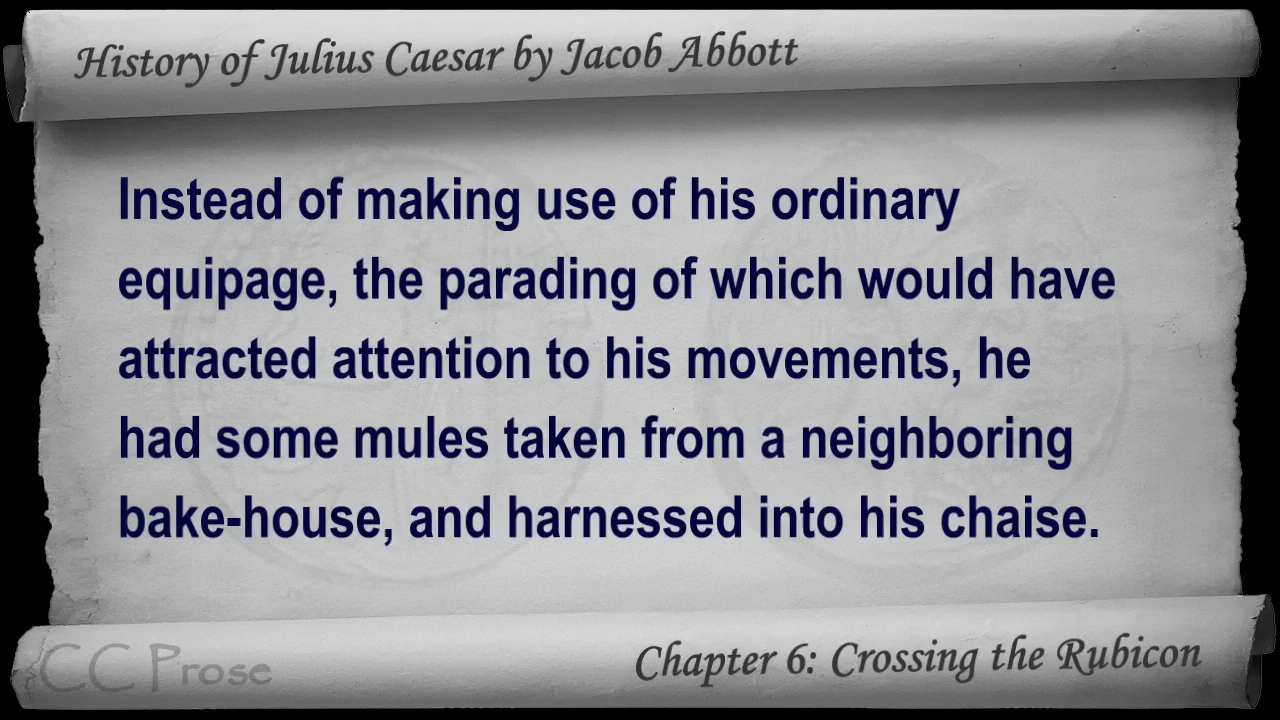 History of Julius Caesar by Jacob Abbott
Instead of making use of his ordinary
equipage, the parading of which would have
attracted attention to his movements, he
had some mules taken from a neighboring
bake-house, and harnessed into his chaise.
CC Prose
Chapter 6: Crossing the Rubicon